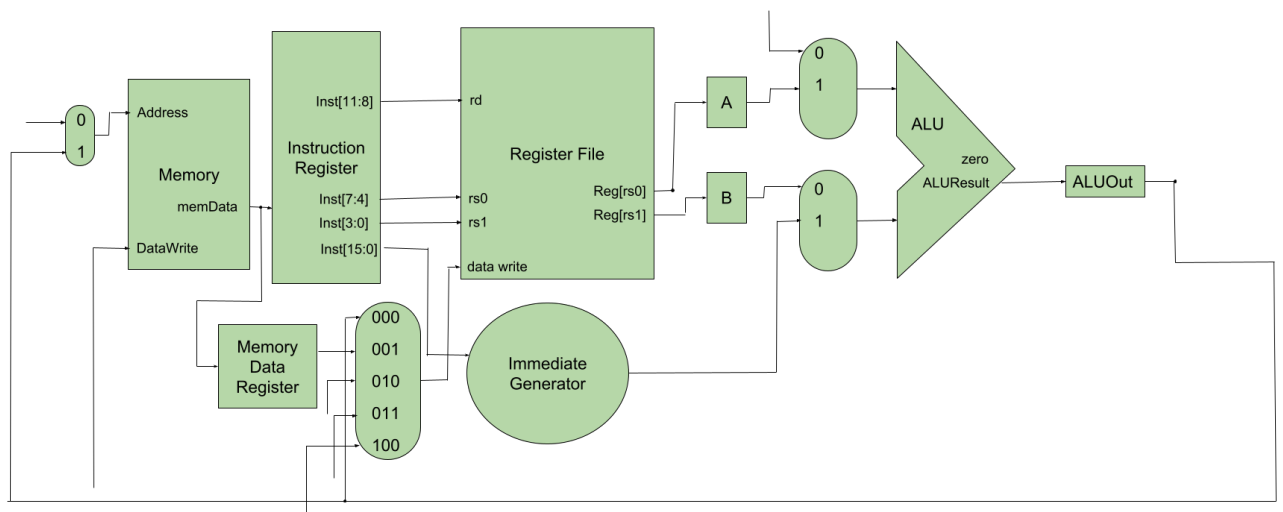 0
1
Address
Memory
memData
DataWrite
Inst[11:8]
Instruction
Register
Inst[7:4]
Inst[3:0]
Inst[15:0]
rd
Register File
Reg[rs0]
rs0
Reg[rs1]
rs1
data write
Memory
Data
Register
000
001
010
011
100
Immediate
Generator
A
B
0
1
0
1
ALU
zero
ALUResult
ALUOut